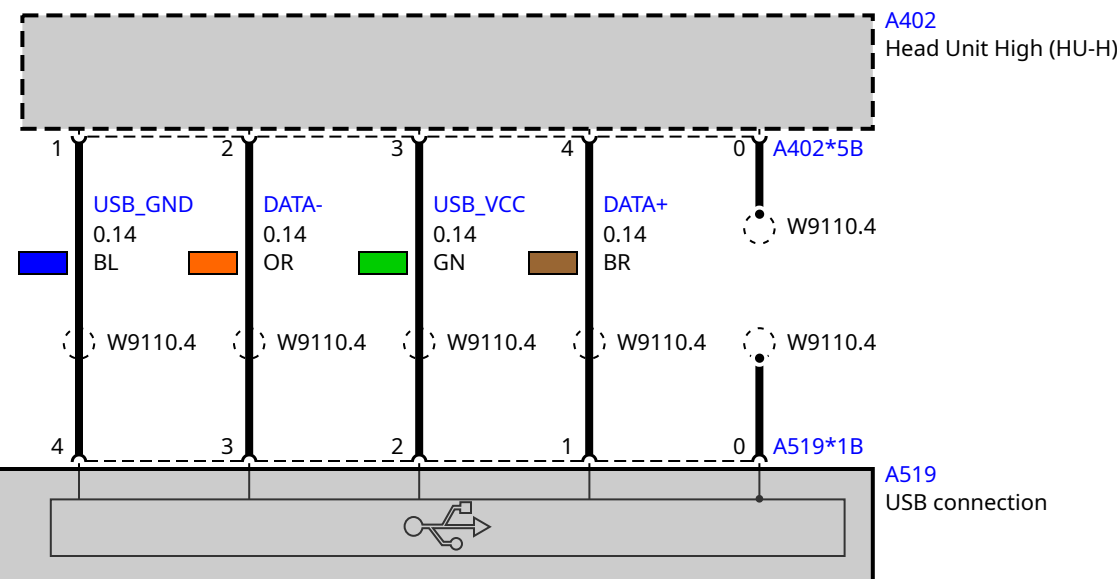 A402
Head Unit High (HU-H)
1 2 3 4 0 A402*5B
USB_GND DATA- USB_VCC DATA+
0.14 0.14 0.14 0.14
W9110.4
BL OR GN BR
W9110.4 W9110.4 W9110.4 W9110.4 W9110.4
4 3 2 1 0 A519*1B
A519
USB connection